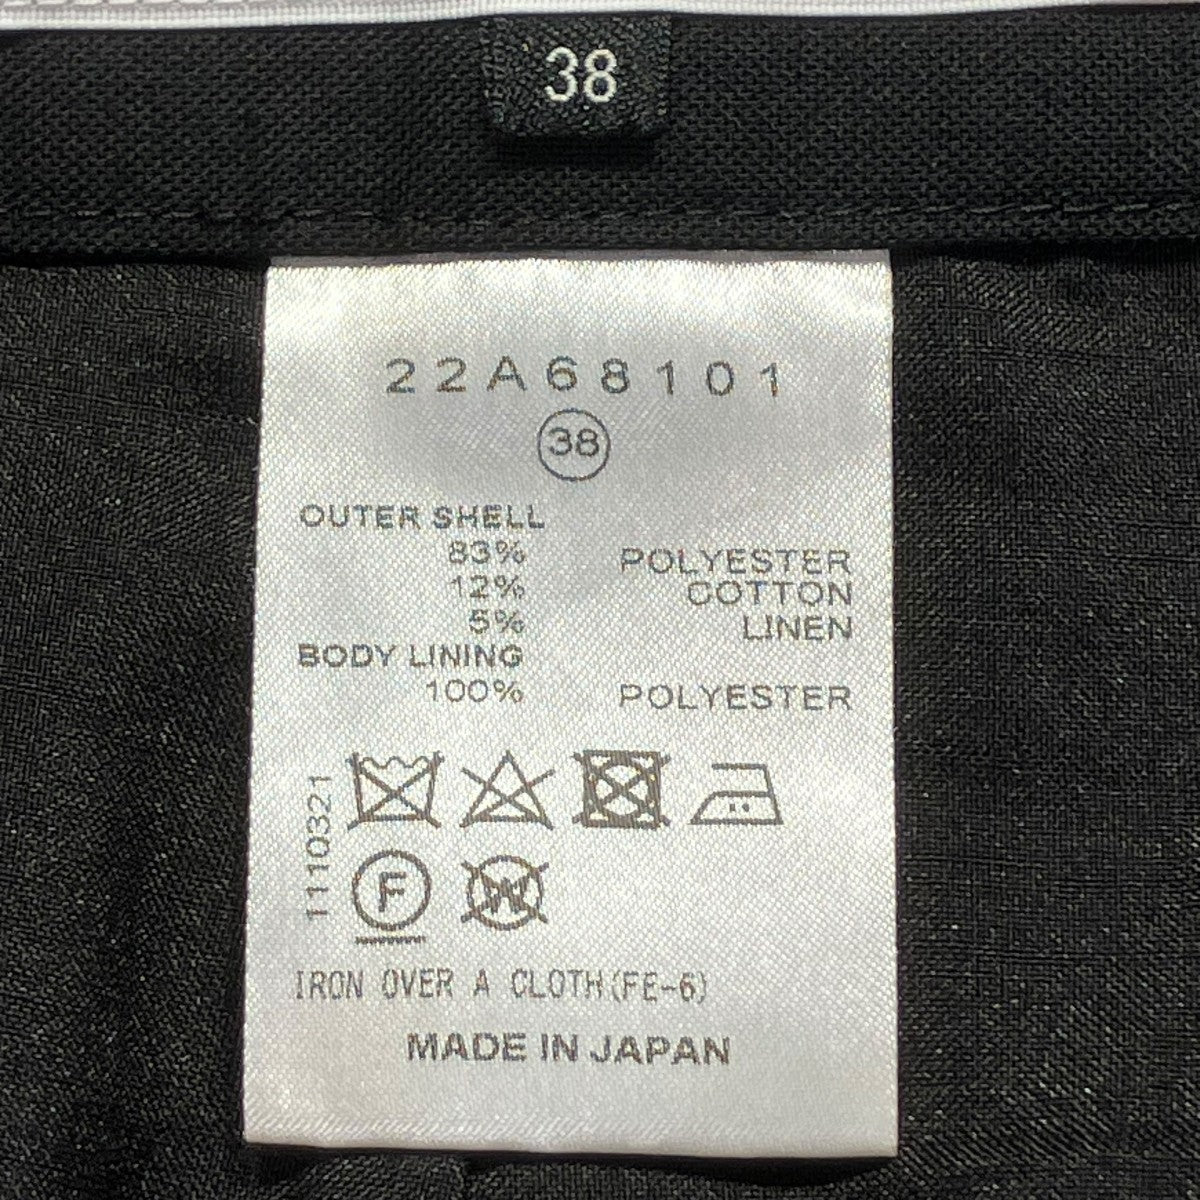 38
22A68101
38
OUTER SHELL
83% POLYESTER
12% COTTON
5% LINEN
BODY LINING
100% POLYESTER
T110321
F
W
IRON OVER A CLOTH(FE-6)
MADE IN JAPAN